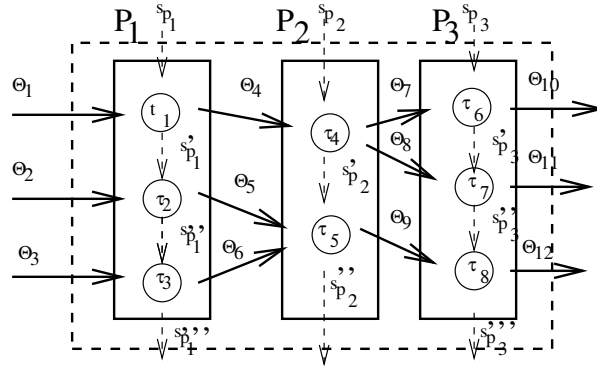 P1 sp1 P2 sp2 P3 sp3
Θ1 Θ4 Θ7 Θ10
t1 τ4 τ6
Θ8
s'p1 s'p2 s'p3 Θ11
Θ2 τ2 Θ5 τ7
s''p1 τ5 Θ9 s''p3
Θ3 Θ6 Θ12
τ3 s''p2 τ8
s'''p1 s'''p3